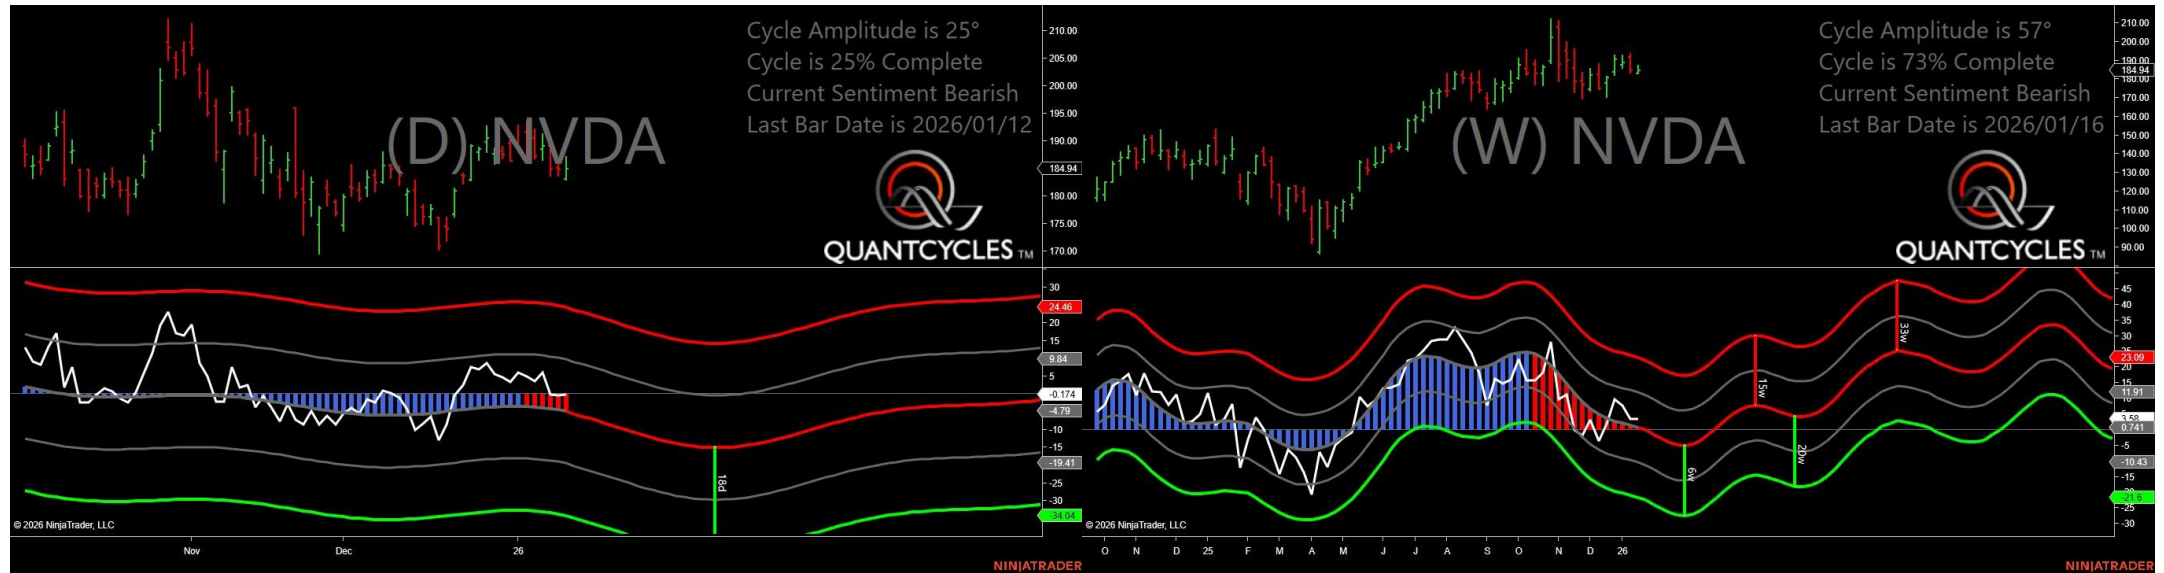 Cycle Amplitude is 25°
Cycle is 25% Complete
Current Sentiment Bearish
Last Bar Date is 2026/01/12
(D) NVDA
QUANTCYCLES TM
210.00
205.00
200.00
195.00
190.00
184.94
180.00
175.00
170.00
30
24.46
20
15
9.84
5
-0.174
-4.79
-10
-15
-19.41
-25
-30
-34.04
18d
© 2026 NinjaTrader, LLC
Nov
Dec
26
NINJATRADER
Cycle Amplitude is 57°
Cycle is 73% Complete
Current Sentiment Bearish
Last Bar Date is 2026/01/16
(W) NVDA
QUANTCYCLES TM
210.00
200.00
190.00
184.94
180.00
170.00
160.00
150.00
140.00
130.00
120.00
110.00
100.00
90.00
45
40
35
30
23.09
20
15
11.91
3.58
0.741
-5
-10.43
-15
-21.6
-25
-30
6w
15w
20w
33w
© 2026 NinjaTrader, LLC
O N D 25 F M A M J J A S O N D 26
NINJATRADER